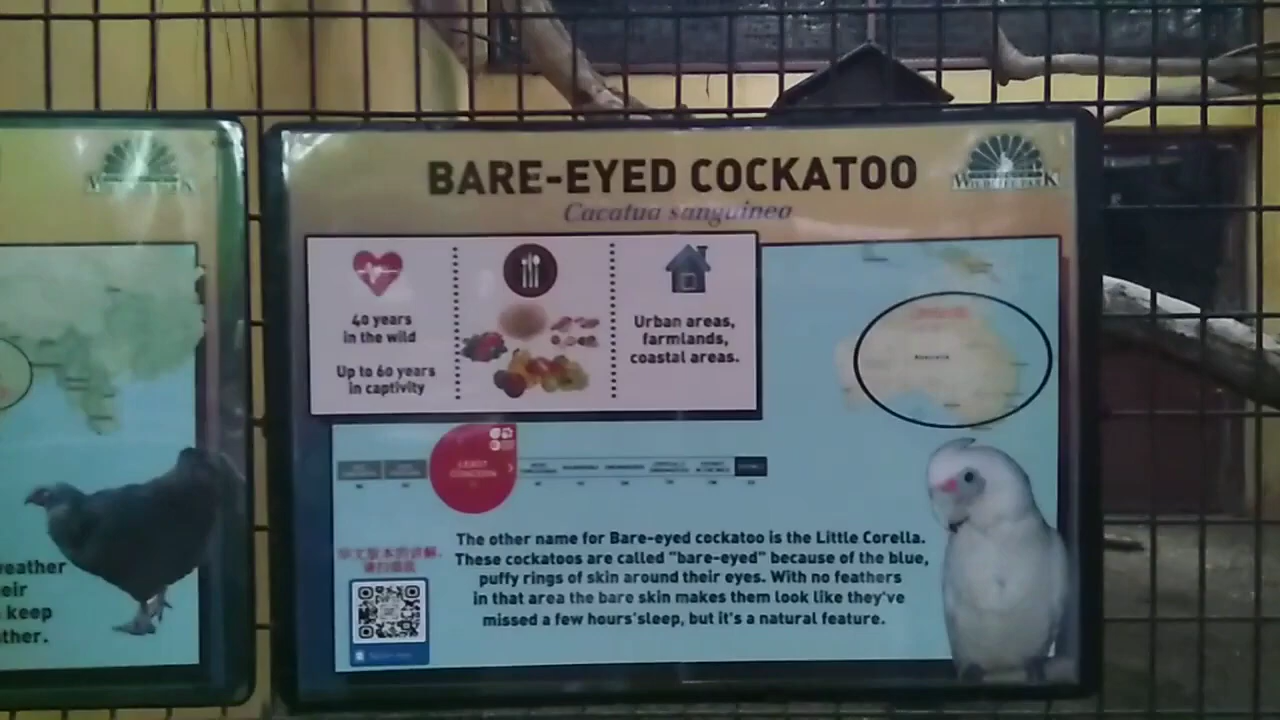 BARE-EYED COCKATOO
Cacatua sanguinea
40 years
in the wild
Up to 60 years
in captivity
Urban areas,
farmlands,
coastal areas.
LEAST
CONCERN
The other name for Bare-eyed cockatoo is the Little Corella.
These cockatoos are called "bare-eyed" because of the blue,
puffy rings of skin around their eyes. With no feathers
in that area the bare skin makes them look like they've
missed a few hours'sleep, but it's a natural feature.
eather
eir
keep
ther.